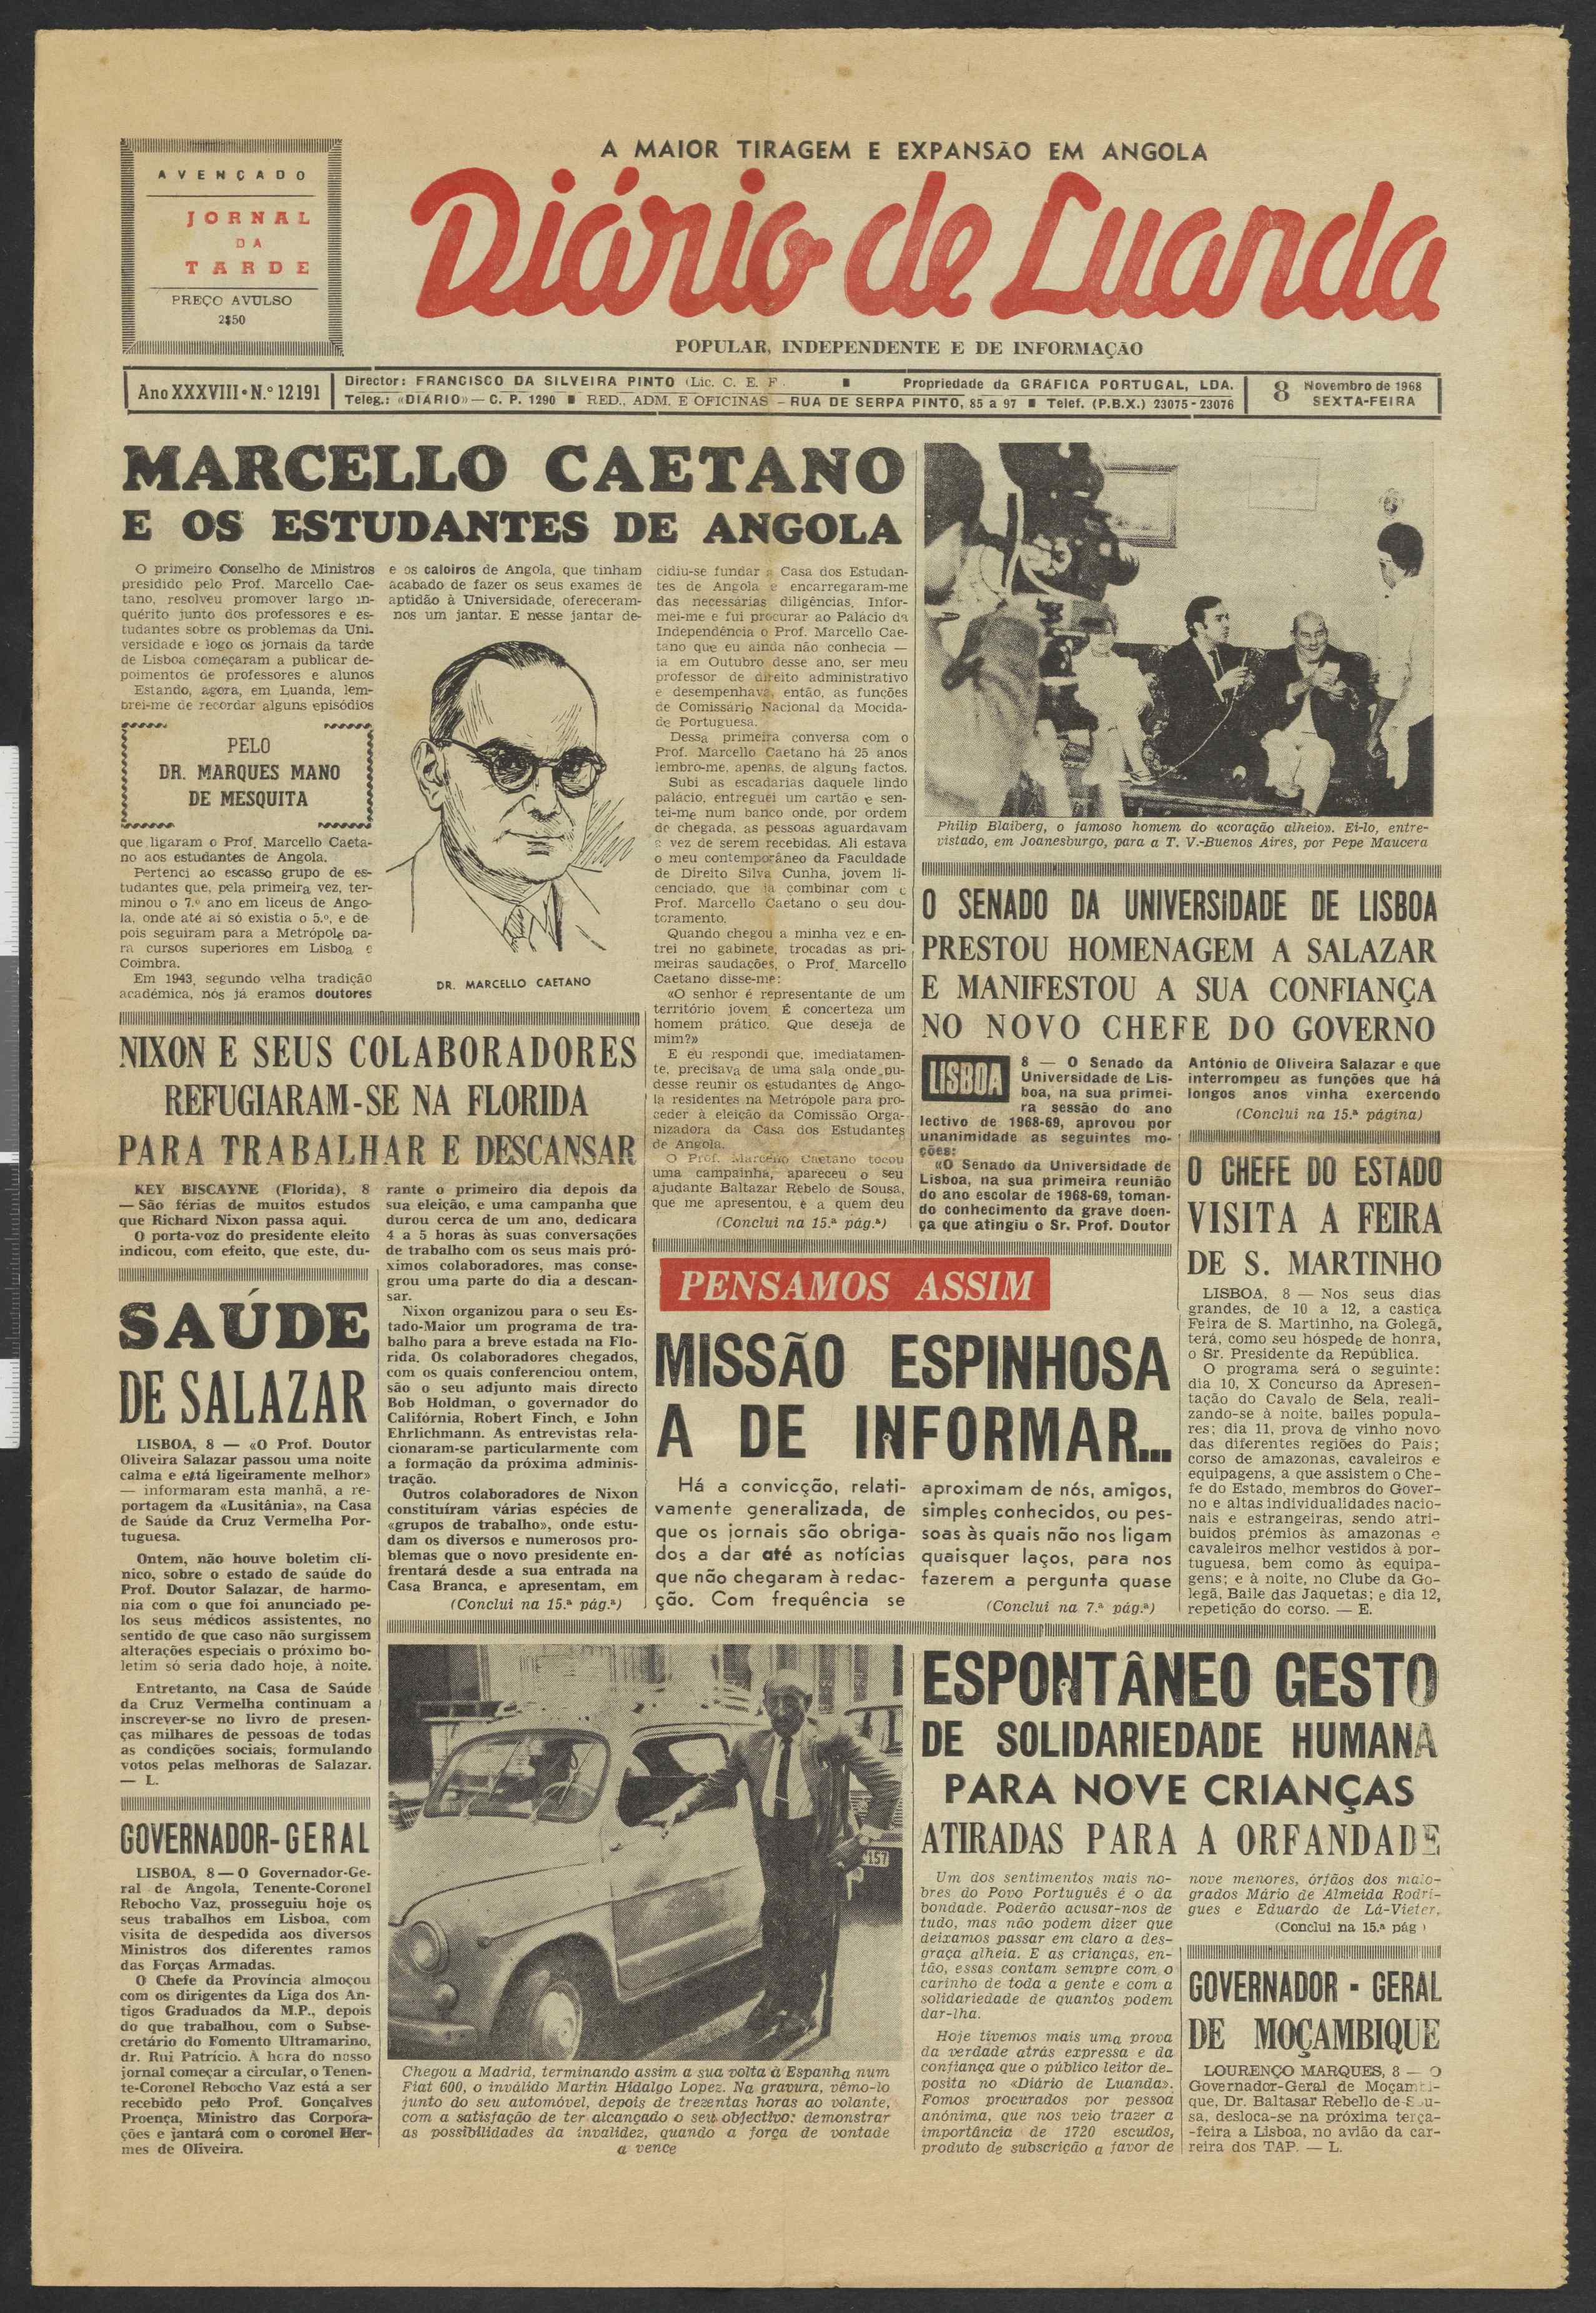 A MAIOR TIRAGEM E EXPANSÃO EM ANGOLA
AVENÇADO
JORNAL
DA
TARDE
PREÇO AVULSO
2$50
Diário de Luanda
POPULAR, INDEPENDENTE E DE INFORMAÇÃO
Ano XXXVIII • N.º 12191
Director: FRANCISCO DA SILVEIRA PINTO (Lic. C. E. F. ■ Propriedade da GRÁFICA PORTUGAL, LDA.
Teleg.: «DIÁRIO» — C. P. 1290 ■ RED., ADM. E OFICINAS – RUA DE SERPA PINTO, 85 a 97 ■ Telef. (P.B.X.) 23075-23076
8 Novembro de 1968
SEXTA-FEIRA
MARCELLO CAETANO
E OS ESTUDANTES DE ANGOLA
O primeiro Conselho de Ministros
presidido pelo Prof. Marcello Cae-
tano, resolveu promover largo in-
quérito junto dos professores e es-
tudantes sobre os problemas da Uni-
versidade e logo os jornais da tarde
de Lisboa começaram a publicar de-
poimentos de professores e alunos
Estando, agora, em Luanda, lem-
brei-me de recordar alguns episódios
PELO
DR. MARQUES MANO
DE MESQUITA
que ligaram o Prof. Marcello Caeta-
no aos estudantes de Angola.
Pertenci ao escasso grupo de es-
tudantes que, pela primeira vez, ter-
minou o 7.º ano em liceus de Ango-
la, onde até aí só existia o 5.º, e de-
pois seguiram para a Metrópole pa-
ra cursos superiores em Lisboa e
Coimbra.
Em 1943, segundo velha tradição
académica, nós já eramos doutores
e os caloiros de Angola, que tinham
acabado de fazer os seus exames de
aptidão à Universidade, ofereceram-
nos um jantar. E nesse jantar de-
DR. MARCELLO CAETANO
cidiu-se fundar a Casa dos Estudan-
tes de Angola e encarregaram-me
das necessárias diligências. Infor-
mei-me e fui procurar ao Palácio da
Independência o Prof. Marcello Cae-
tano que eu ainda não conhecia —
ia em Outubro desse ano, ser meu
professor de direito administrativo
e desempenhava, então, as funções
de Comissário Nacional da Mocida-
de Portuguesa.
Dessa primeira conversa com o
Prof. Marcello Caetano há 25 anos
lembro-me, apenas, de alguns factos.
Subi as escadarias daquele lindo
palácio, entreguei um cartão e sen-
tei-me num banco onde, por ordem
de chegada, as pessoas aguardavam
a vez de serem recebidas. Ali estava
o meu contemporâneo da Faculdade
de Direito Silva Cunha, jovem li-
cenciado, que ia combinar com o
Prof. Marcello Caetano o seu dou-
toramento.
Quando chegou a minha vez e en-
trei no gabinete, trocadas as pri-
meiras saudações, o Prof. Marcello
Caetano disse-me:
«O senhor é representante de um
território jovem. É concerteza um
homem prático. Que deseja de
mim?»
E eu respondi que, imediatamen-
te, precisava de uma sala onde pu-
desse reunir os estudantes de Ango-
la residentes na Metrópole para pro-
ceder à eleição da Comissão Orga-
nizadora da Casa dos Estudantes
de Angola.
O Prof. Marcello Caetano tocou
uma campainha, apareceu o seu
ajudante Baltazar Rebelo de Sousa,
que me apresentou, e a quem deu
(Conclui na 15.ª pág.ª)
Philip Blaiberg, o famoso homem do «coração alheio». Ei-lo, entre-
vistado, em Joanesburgo, para a T. V.-Buenos Aires, por Pepe Maucera
O SENADO DA UNIVERSIDADE DE LISBOA
PRESTOU HOMENAGEM A SALAZAR
E MANIFESTOU A SUA CONFIANÇA
NO NOVO CHEFE DO GOVERNO
LISBOA 8 — O Senado da
Universidade de Lis-
boa, na sua primei-
ra sessão do ano
lectivo de 1968-69, aprovou por
unanimidade as seguintes mo-
ções:
«O Senado da Universidade de
Lisboa, na sua primeira reunião
do ano escolar de 1968-69, toman-
do conhecimento da grave doen-
ça que atingiu o Sr. Prof. Doutor
António de Oliveira Salazar e que
interrompeu as funções que há
longos anos vinha exercendo
(Conclui na 15.ª página)
NIXON E SEUS COLABORADORES
REFUGIARAM-SE NA FLORIDA
PARA TRABALHAR E DESCANSAR
KEY BISCAYNE (Florida), 8
— São férias de muitos estudos
que Richard Nixon passa aqui.
O porta-voz do presidente eleito
indicou, com efeito, que este, du-
rante o primeiro dia depois da
sua eleição, e uma campanha que
durou cerca de um ano, dedicara
4 a 5 horas às suas conversações
de trabalho com os seus mais pró-
ximos colaboradores, mas conse-
grou uma parte do dia a descan-
sar.
Nixon organizou para o seu Es-
tado-Maior um programa de tra-
balho para a breve estada na Flo-
rida. Os colaboradores chegados,
com os quais conferenciou ontem,
são o seu adjunto mais directo
Bob Holdman, o governador do
Califórnia, Robert Finch, e John
Ehrlichmann. As entrevistas rela-
cionaram-se particularmente com
a formação da próxima adminis-
tração.
Outros colaboradores de Nixon
constituíram várias espécies de
«grupos de trabalho», onde estu-
dam os diversos e numerosos pro-
blemas que o novo presidente en-
frentará desde a sua entrada na
Casa Branca, e apresentam, em
(Conclui na 15.ª pág.ª)
SAÚDE
DE SALAZAR
LISBOA, 8 — «O Prof. Doutor
Oliveira Salazar passou uma noite
calma e está ligeiramente melhor»
— informaram esta manhã, a re-
portagem da «Lusitânia», na Casa
de Saúde da Cruz Vermelha Por-
tuguesa.
Ontem, não houve boletim clí-
nico, sobre o estado de saúde do
Prof. Doutor Salazar, de harmo-
nia com o que foi anunciado pe-
los seus médicos assistentes, no
sentido de que caso não surgissem
alterações especiais o próximo bo-
letim só seria dado hoje, à noite.
Entretanto, na Casa de Saúde
da Cruz Vermelha continuam a
inscrever-se no livro de presen-
ças milhares de pessoas de todas
as condições sociais, formulando
votos pelas melhoras de Salazar.
— L.
GOVERNADOR-GERAL
LISBOA, 8 — O Governador-Ge-
ral de Angola, Tenente-Coronel
Rebocho Vaz, prosseguiu hoje os
seus trabalhos em Lisboa, com
visita de despedida aos diversos
Ministros dos diferentes ramos
das Forças Armadas.
O Chefe da Província almoçou
com os dirigentes da Liga dos An-
tigos Graduados da M.P., depois
do que trabalhou, com o Subse-
cretário do Fomento Ultramarino,
dr. Rui Patrício. À hora do nosso
jornal começar a circular, o Tenen-
te-Coronel Rebocho Vaz está a ser
recebido pelo Prof. Gonçalves
Proença, Ministro das Corpora-
ções e jantará com o coronel Her-
mes de Oliveira.
PENSAMOS ASSIM
MISSÃO ESPINHOSA
A DE INFORMAR...
Há a convicção, relati-
vamente generalizada, de
que os jornais são obriga-
dos a dar até as notícias
que não chegaram à redac-
ção. Com frequência se
aproximam de nós, amigos,
simples conhecidos, ou pes-
soas às quais não nos ligam
quaisquer laços, para nos
fazerem a pergunta quase
(Conclui na 7.ª pág.ª)
O CHEFE DO ESTADO
VISITA A FEIRA
DE S. MARTINHO
LISBOA, 8 — Nos seus dias
grandes, de 10 a 12, a castiça
Feira de S. Martinho, na Golegã,
terá, como seu hóspede de honra,
o Sr. Presidente da República.
O programa será o seguinte:
dia 10, X Concurso da Apresen-
tação do Cavalo de Sela, reali-
zando-se à noite, bailes popula-
res; dia 11, prova de vinho novo
das diferentes regiões do País;
corso de amazonas, cavaleiros e
equipagens, a que assistem o Che-
fe do Estado, membros do Gover-
no e altas individualidades nacio-
nais e estrangeiras, sendo atri-
buídos prémios às amazonas e
cavaleiros melhor vestidos à por-
tuguesa, bem como às equipa-
gens; e à noite, no Clube da Go-
legã, Baile das Jaquetas; e dia 12,
repetição do corso. — E.
157
Chegou a Madrid, terminando assim a sua volta à Espanha num
Fiat 600, o inválido Martin Hidalgo Lopez. Na gravura, vêmo-lo
junto do seu automóvel, depois de trezentas horas ao volante,
com a satisfação de ter alcançado o seu objectivo: demonstrar
as possibilidades da invalidez, quando a força de vontade
a vence
ESPONTÂNEO GESTO
DE SOLIDARIEDADE HUMANA
PARA NOVE CRIANÇAS
ATIRADAS PARA A ORFANDADE
Um dos sentimentos mais no-
bres do Povo Português é o da
bondade. Poderão acusar-nos de
tudo, mas não podem dizer que
deixamos passar em claro a des-
graça alheia. E as crianças, en-
tão, essas contam sempre com o
carinho de toda a gente e com a
solidariedade de quantos podem
dar-lha.
Hoje tivemos mais uma prova
da verdade atrás expressa e da
confiança que o público leitor de-
posita no «Diário de Luanda».
Fomos procurados por pessoa
anónima, que nos veio trazer a
importância de 1720 escudos,
produto de subscrição a favor de
nove menores, órfãos dos malo-
grados Mário de Almeida Rodri-
gues e Eduardo de Lá-Vieter,
(Conclui na 15.ª pág )
GOVERNADOR - GERAL
DE MOÇAMBIQUE
LOURENÇO MARQUES, 8 — O
Governador-Geral de Moçambi-
que, Dr. Baltasar Rebello de Sou-
sa, desloca-se na próxima terça-
-feira a Lisboa, no avião da car-
reira dos TAP. — L.